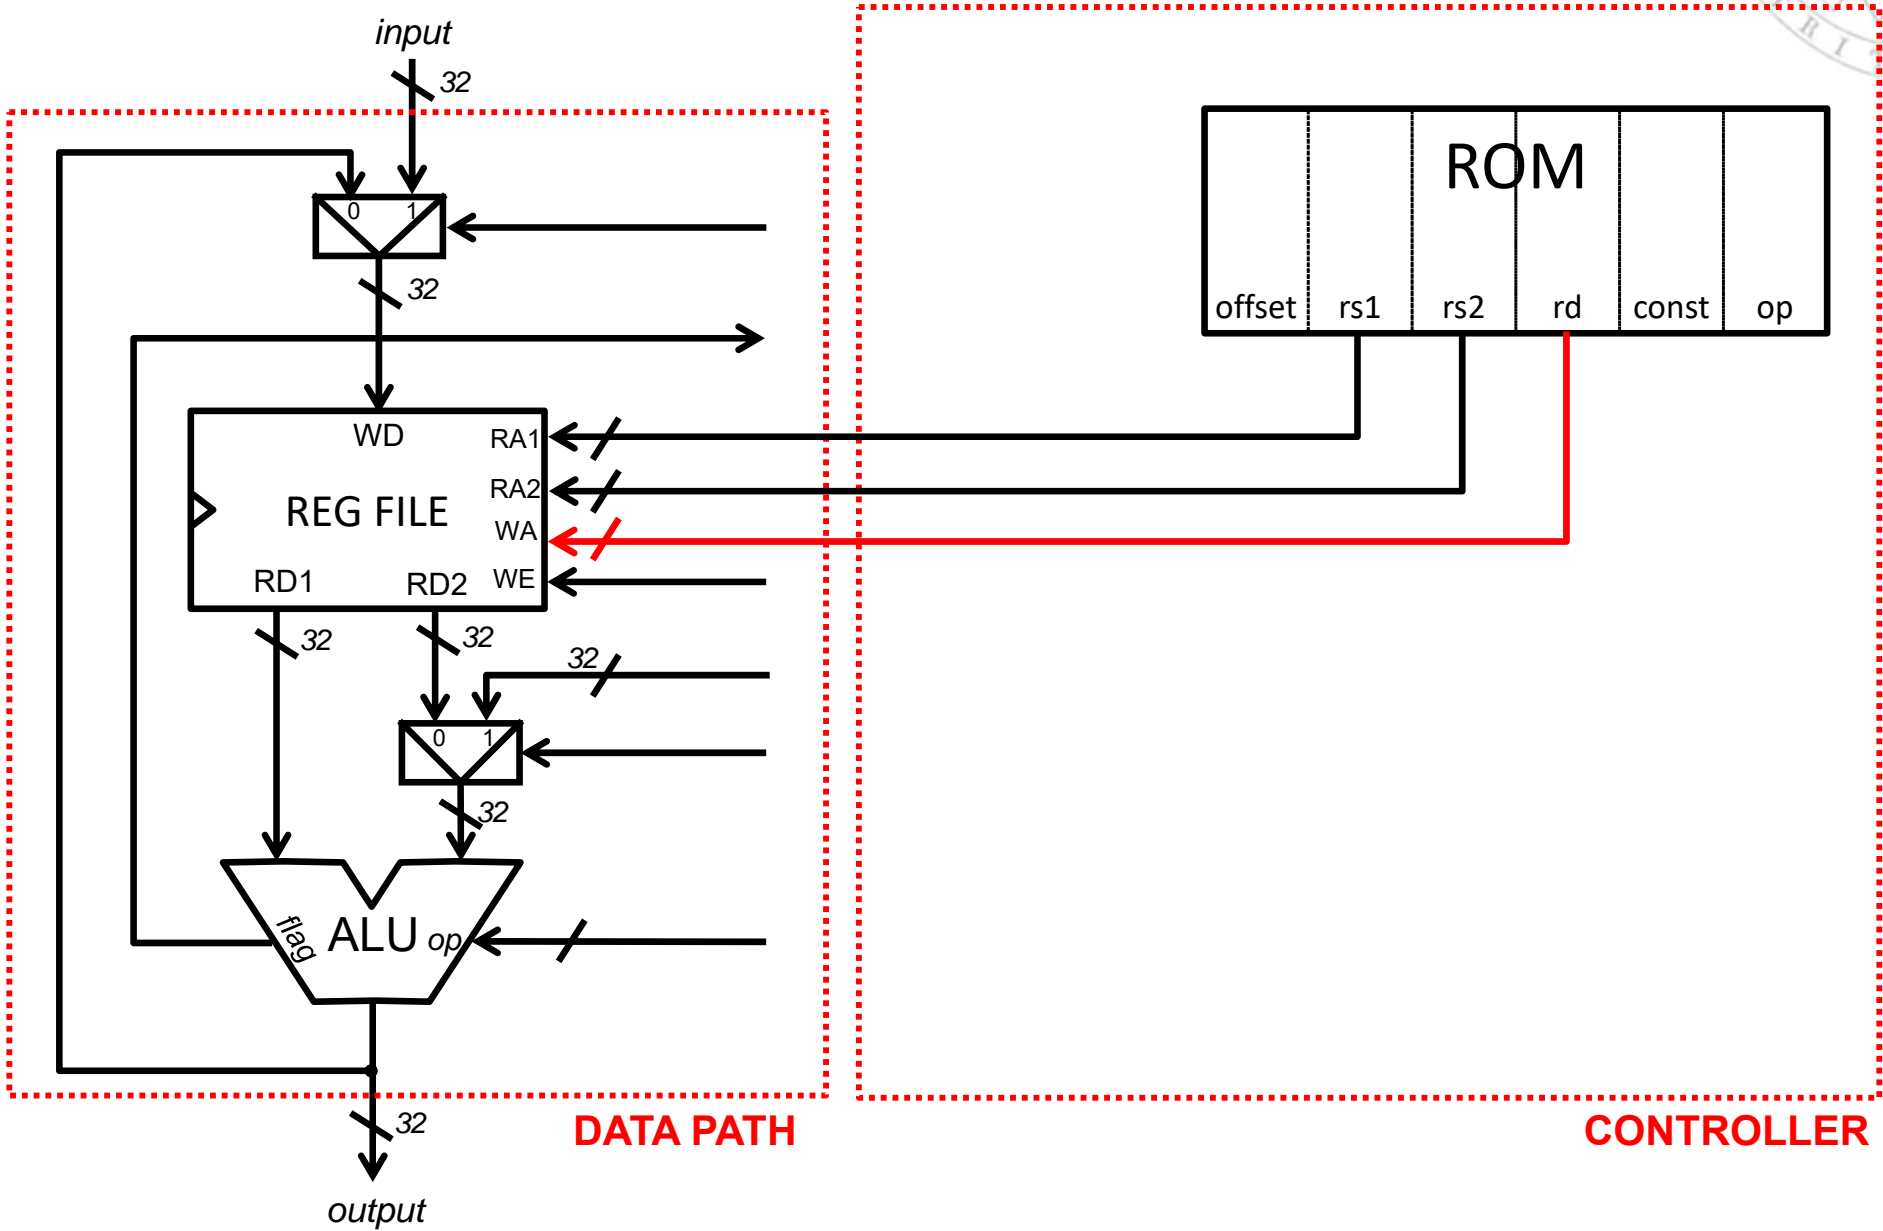 input
32
0 1
32
ROM
offset rs1 rs2 rd const op
WD
RA1
RA2
REG FILE
WA
WE
RD1
RD2
32
32
32
0 1
32
flag
ALU
op
32
DATA PATH
CONTROLLER
output
R I